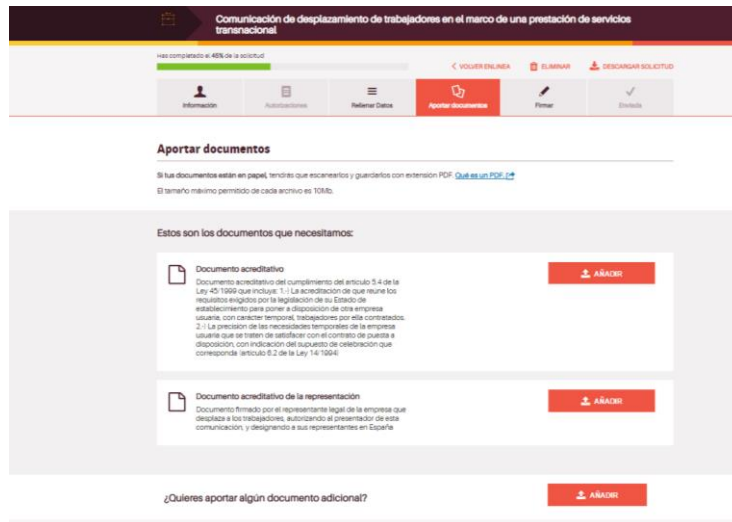 Comunicación de desplazamiento de trabajadores en el marco de una prestación de servicios
transnacional
Has completado el 45% de la solicitud
VOLVER ENLINEA
ELIMINAR
DESCARGAR SOLICITUD
Información
Autorizaciones
Rellenar Datos
Aportar documentos
Firmar
Enviada
Aportar documentos
Si tus documentos están en papel, tendrás que escanearlos y guardarlos con extensión PDF. Qué es un PDF.
El tamaño máximo permitido de cada archivo es 10Mb.
Estos son los documentos que necesitamos:
Documento acreditativo
Documento acreditativo del cumplimiento del artículo 5.4 de la
Ley 45/1999 que incluya: 1.-) La acreditación de que reúne los
requisitos exigidos por la legislación de su Estado de
establecimiento para poner a disposición de otra empresa
usuaria, con carácter temporal, trabajadores por ella contratados.
2.-) La precisión de las necesidades temporales de la empresa
usuaria que se traten de satisfacer con el contrato de puesta a
disposición, con indicación del supuesto de celebración que
corresponda (artículo 6.2 de la Ley 14/1994)
AÑADIR
Documento acreditativo de la representación
Documento firmado por el representante legal de la empresa que
desplaza a los trabajadores, autorizando al presentador de esta
comunicación, y designando a sus representantes en España
AÑADIR
¿Quieres aportar algún documento adicional?
AÑADIR